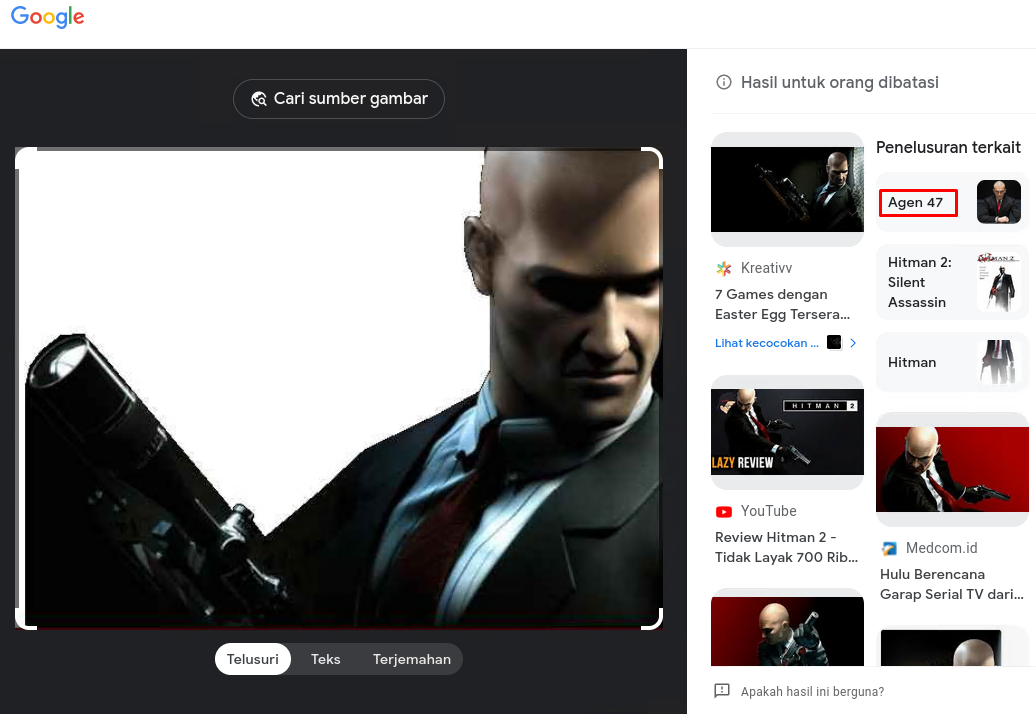 Google
Cari sumber gambar
Telusuri
Teks
Terjemahan
Hasil untuk orang dibatasi
Kreativv
7 Games dengan
Easter Egg Tersera...
Lihat kecocokan ...
HITMAN 2
LAZY REVIEW
YouTube
Review Hitman 2 -
Tidak Layak 700 Rib...
Penelusuran terkait
Agen 47
Hitman 2:
Silent
Assassin
Hitman
Medcom.id
Hulu Berencana
Garap Serial TV dari...
Apakah hasil ini berguna?